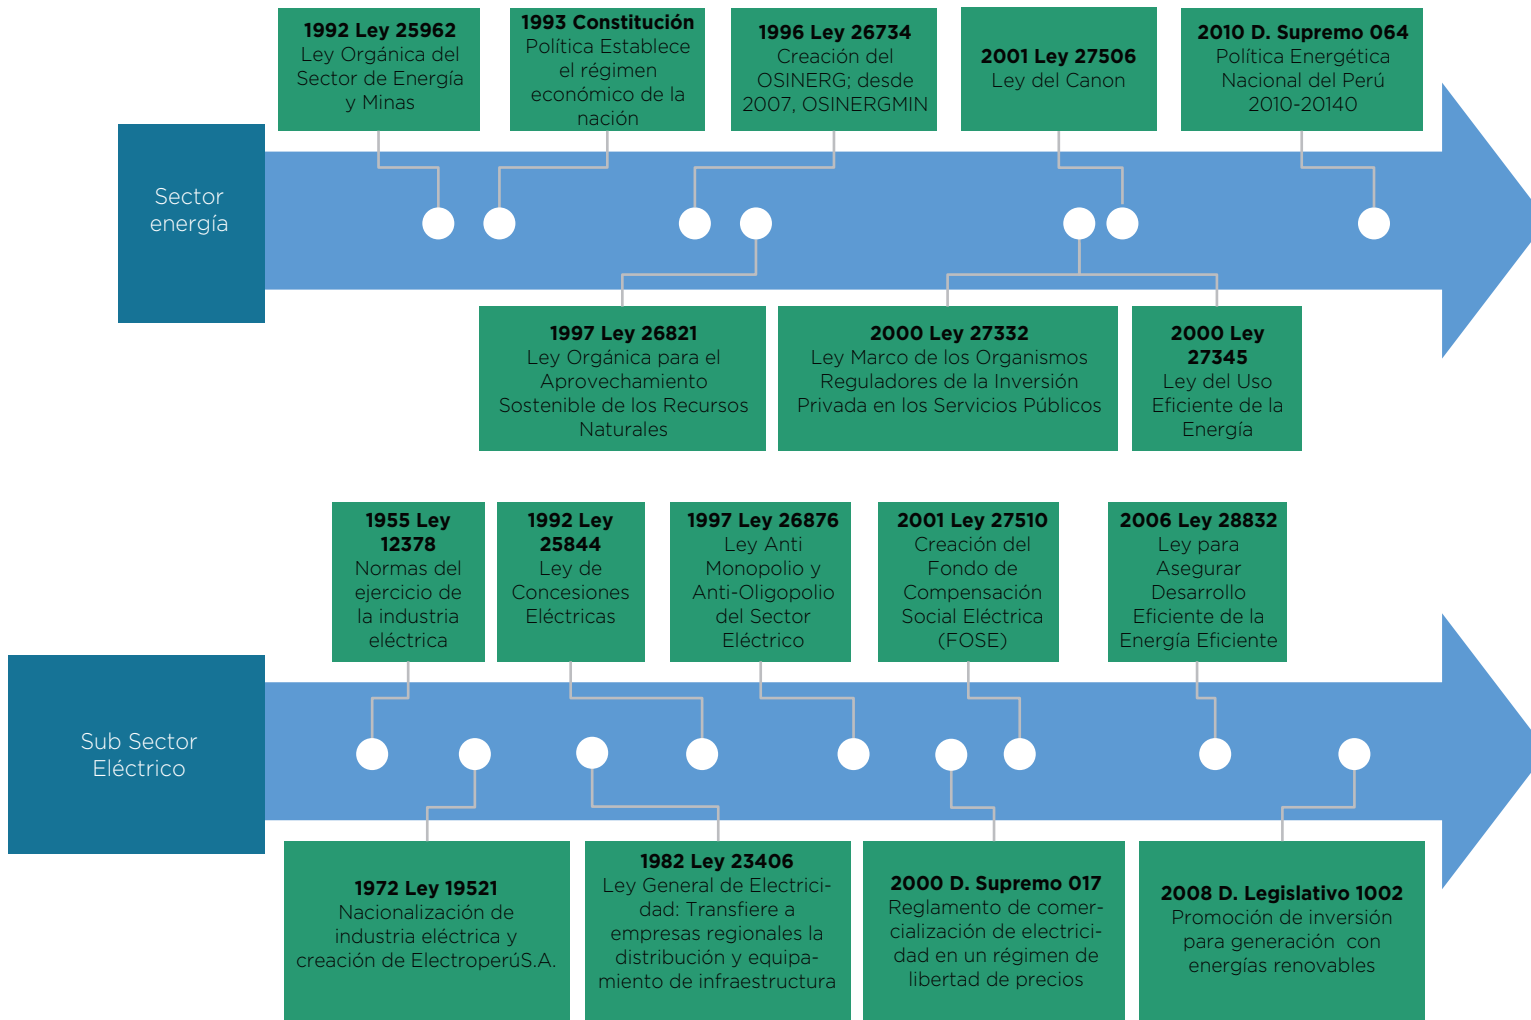 1992 Ley 25962
Ley Orgánica del
Sector de Energía
y Minas
1993 Constitución
Política Establece
el régimen
económico de la
nación
1996 Ley 26734
Creación del
OSINERG; desde
2007, OSINERGMIN
2001 Ley 27506
Ley del Canon
2010 D. Supremo 064
Política Energética
Nacional del Perú
2010-20140
Sector
energía
1997 Ley 26821
Ley Orgánica para el
Aprovechamiento
Sostenible de los Recursos
Naturales
2000 Ley 27332
Ley Marco de los Organismos
Reguladores de la Inversión
Privada en los Servicios Públicos
2000 Ley
27345
Ley del Uso
Eficiente de la
Energía
1955 Ley
12378
Normas del
ejercicio de
la industria
eléctrica
1992 Ley
25844
Ley de
Concesiones
Eléctricas
1997 Ley 26876
Ley Anti
Monopolio y
Anti-Oligopolio
del Sector
Eléctrico
2001 Ley 27510
Creación del
Fondo de
Compensación
Social Eléctrica
(FOSE)
2006 Ley 28832
Ley para
Asegurar
Desarrollo
Eficiente de la
Energía Eficiente
Sub Sector
Eléctrico
1972 Ley 19521
Nacionalización de
industria eléctrica y
creación de ElectroperúS.A.
1982 Ley 23406
Ley General de Electrici-
dad: Transfiere a
empresas regionales la
distribución y equipa-
miento de infraestructura
2000 D. Supremo 017
Reglamento de comer-
cialización de electrici-
dad en un régimen de
libertad de precios
2008 D. Legislativo 1002
Promoción de inversión
para generación  con
energías renovables